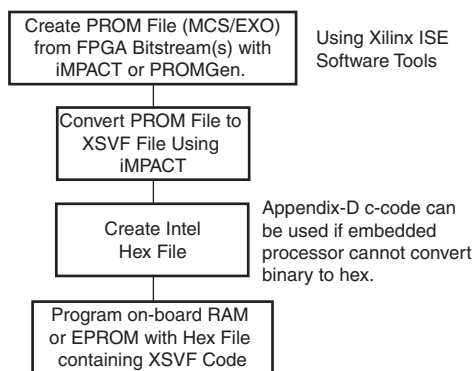 Create PROM File (MCS/EXO)
from FPGA Bitstream(s) with
iMPACT or PROMGen.
Using Xilinx ISE
Software Tools
Convert PROM File to
XSVF File Using
iMPACT
Create Intel
Hex File
Appendix-D c-code can
be used if embedded
processor cannot convert
binary to hex.
Program on-board RAM
or EPROM with Hex File
containing XSVF Code